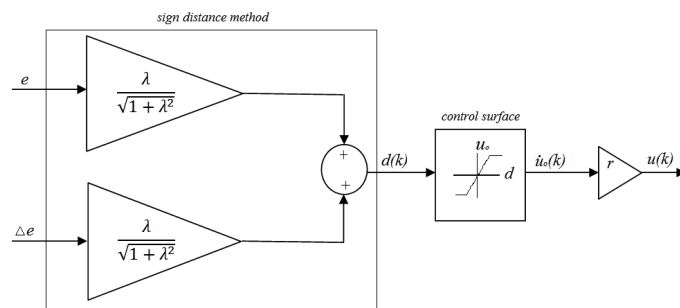 sign distance method
e
λ
√1 + λ²
+
+
d(k)
control surface
uₒ
d
u̇ₒ(k)
r
u(k)
△e
λ
√1 + λ²